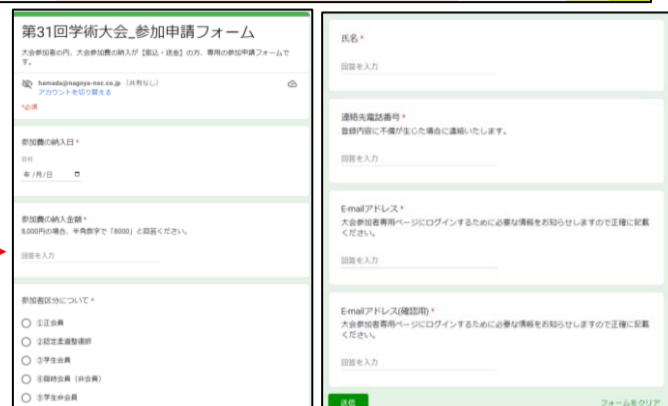 第31回学術大会_参加申請フォーム
大会参加者の内、大会参加費の納入が【振込・送金】の方、専用の参加申請フォームで
す。
hamada@nagoya-nsc.co.jp （共有なし）
アカウントを切り替える
*必須
参加費の納入日 *
日付
年 /月/日
参加費の納入金額 *
8,000円の場合、半角数字で「8000」と回答ください。
回答を入力
参加者区分について *
①正会員
②認定柔道整復師
③学生会員
④臨時会員（非会員）
⑤学生非会員
氏名 *
回答を入力
連絡先電話番号 *
登録内容に不備が生じた場合に連絡いたします。
回答を入力
E-mailアドレス *
大会参加者専用ページにログインするために必要な情報をお知らせしますので正確に記載
ください。
回答を入力
E-mailアドレス(確認用) *
大会参加者専用ページにログインするために必要な情報をお知らせしますので正確に記載
ください。
回答を入力
送信
フォームをクリア